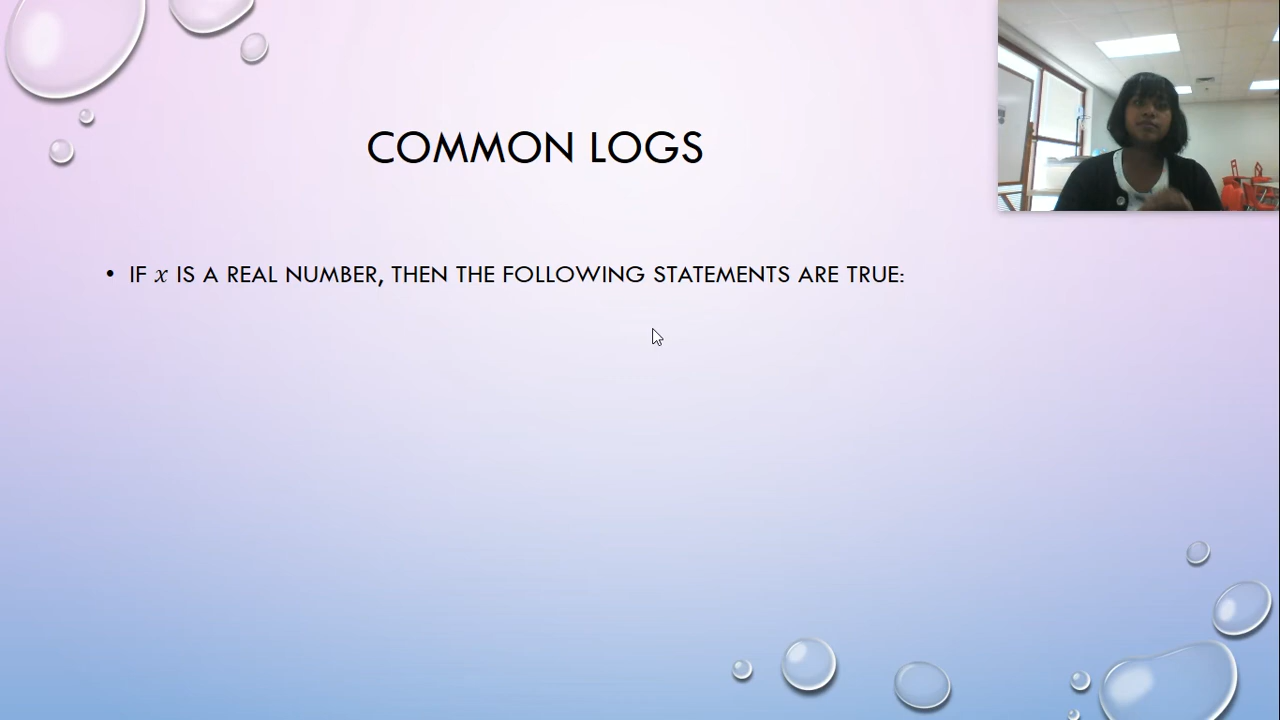 COMMON LOGS
• IF 𝑥 IS A REAL NUMBER, THEN THE FOLLOWING STATEMENTS ARE TRUE: